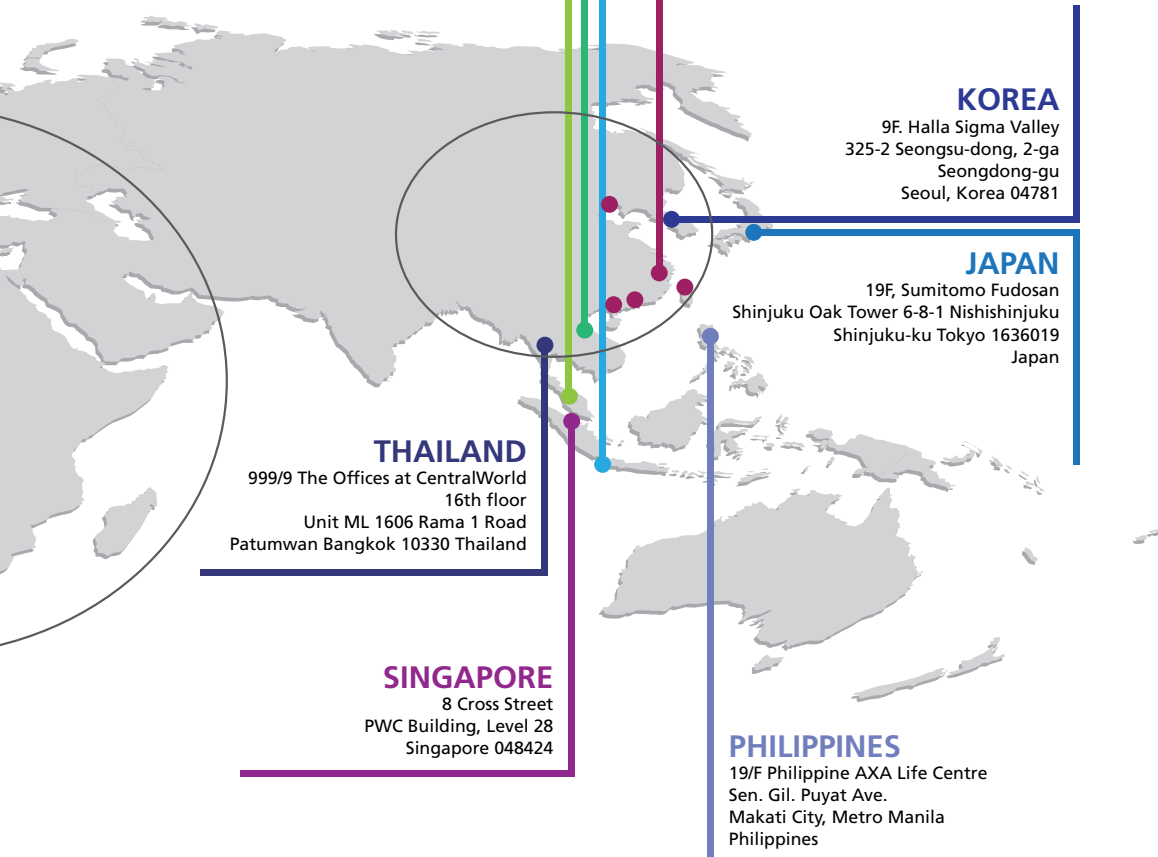 KOREA
9F. Halla Sigma Valley
325-2 Seongsu-dong, 2-ga
Seongdong-gu
Seoul, Korea 04781
JAPAN
19F, Sumitomo Fudosan
Shinjuku Oak Tower 6-8-1 Nishishinjuku
Shinjuku-ku Tokyo 1636019
Japan
THAILAND
999/9 The Offices at CentralWorld
16th floor
Unit ML 1606 Rama 1 Road
Patumwan Bangkok 10330 Thailand
SINGAPORE
8 Cross Street
PWC Building, Level 28
Singapore 048424
PHILIPPINES
19/F Philippine AXA Life Centre
Sen. Gil. Puyat Ave.
Makati City, Metro Manila
Philippines